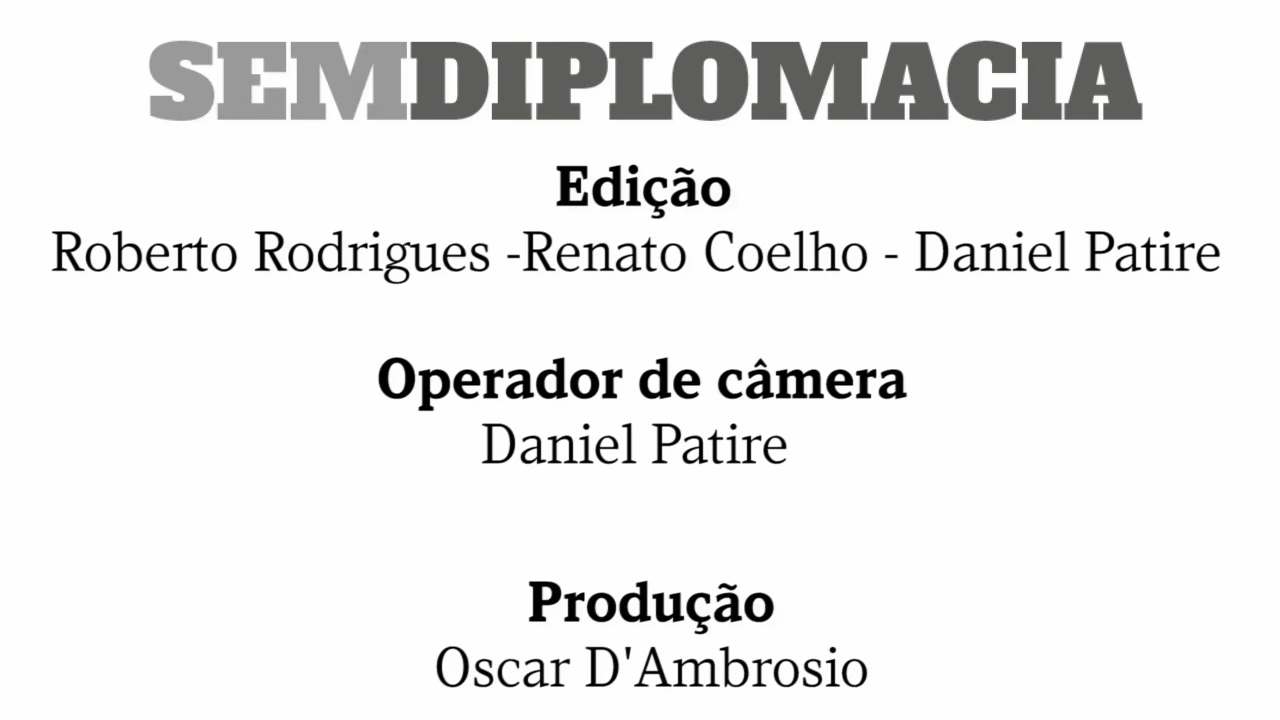 SEMDIPLOMACIA
Edição
Roberto Rodrigues -Renato Coelho - Daniel Patire
Operador de câmera
Daniel Patire
Produção
Oscar D'Ambrosio